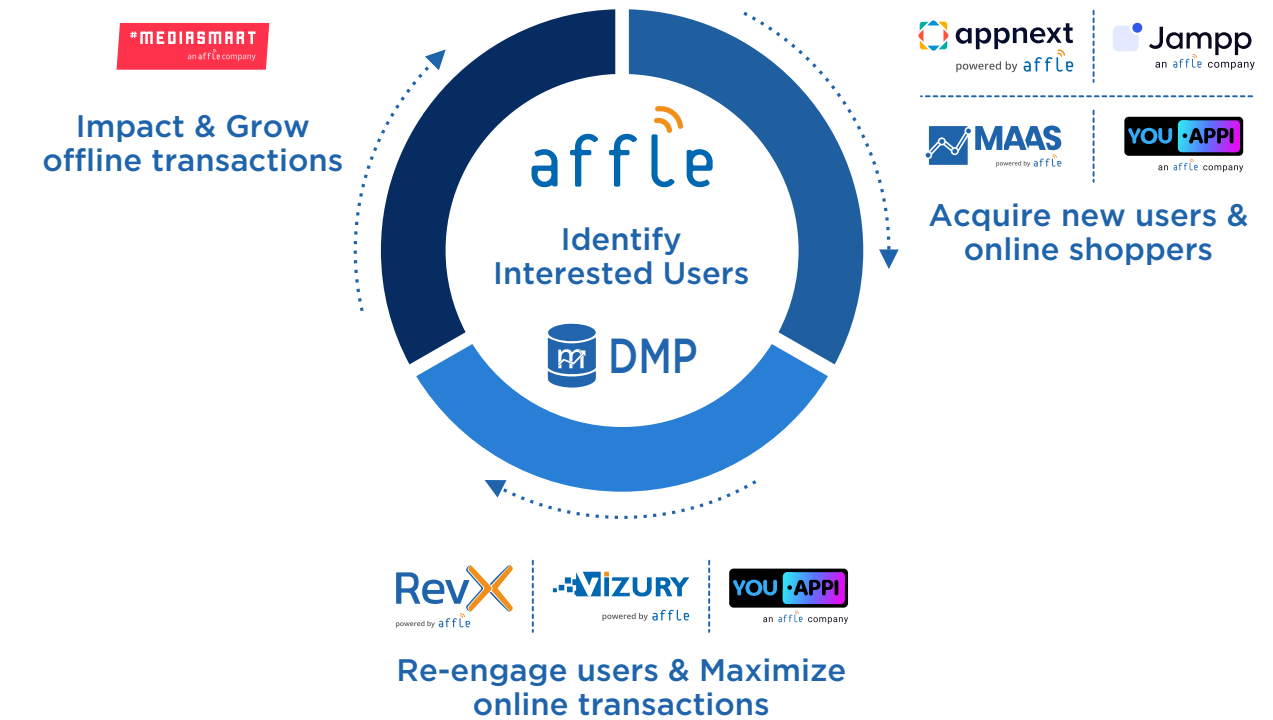 #MEDIASMART
an affle company
Impact & Grow
offline transactions
affle
Identify
Interested Users
m DMP
appnext
powered by affle
Jampp
an affle company
MAAS
powered by affle
YOU•APPI
an affle company
Acquire new users &
online shoppers
RevX
powered by affle
VIZURY
powered by affle
YOU•APPI
an affle company
Re-engage users & Maximize
online transactions